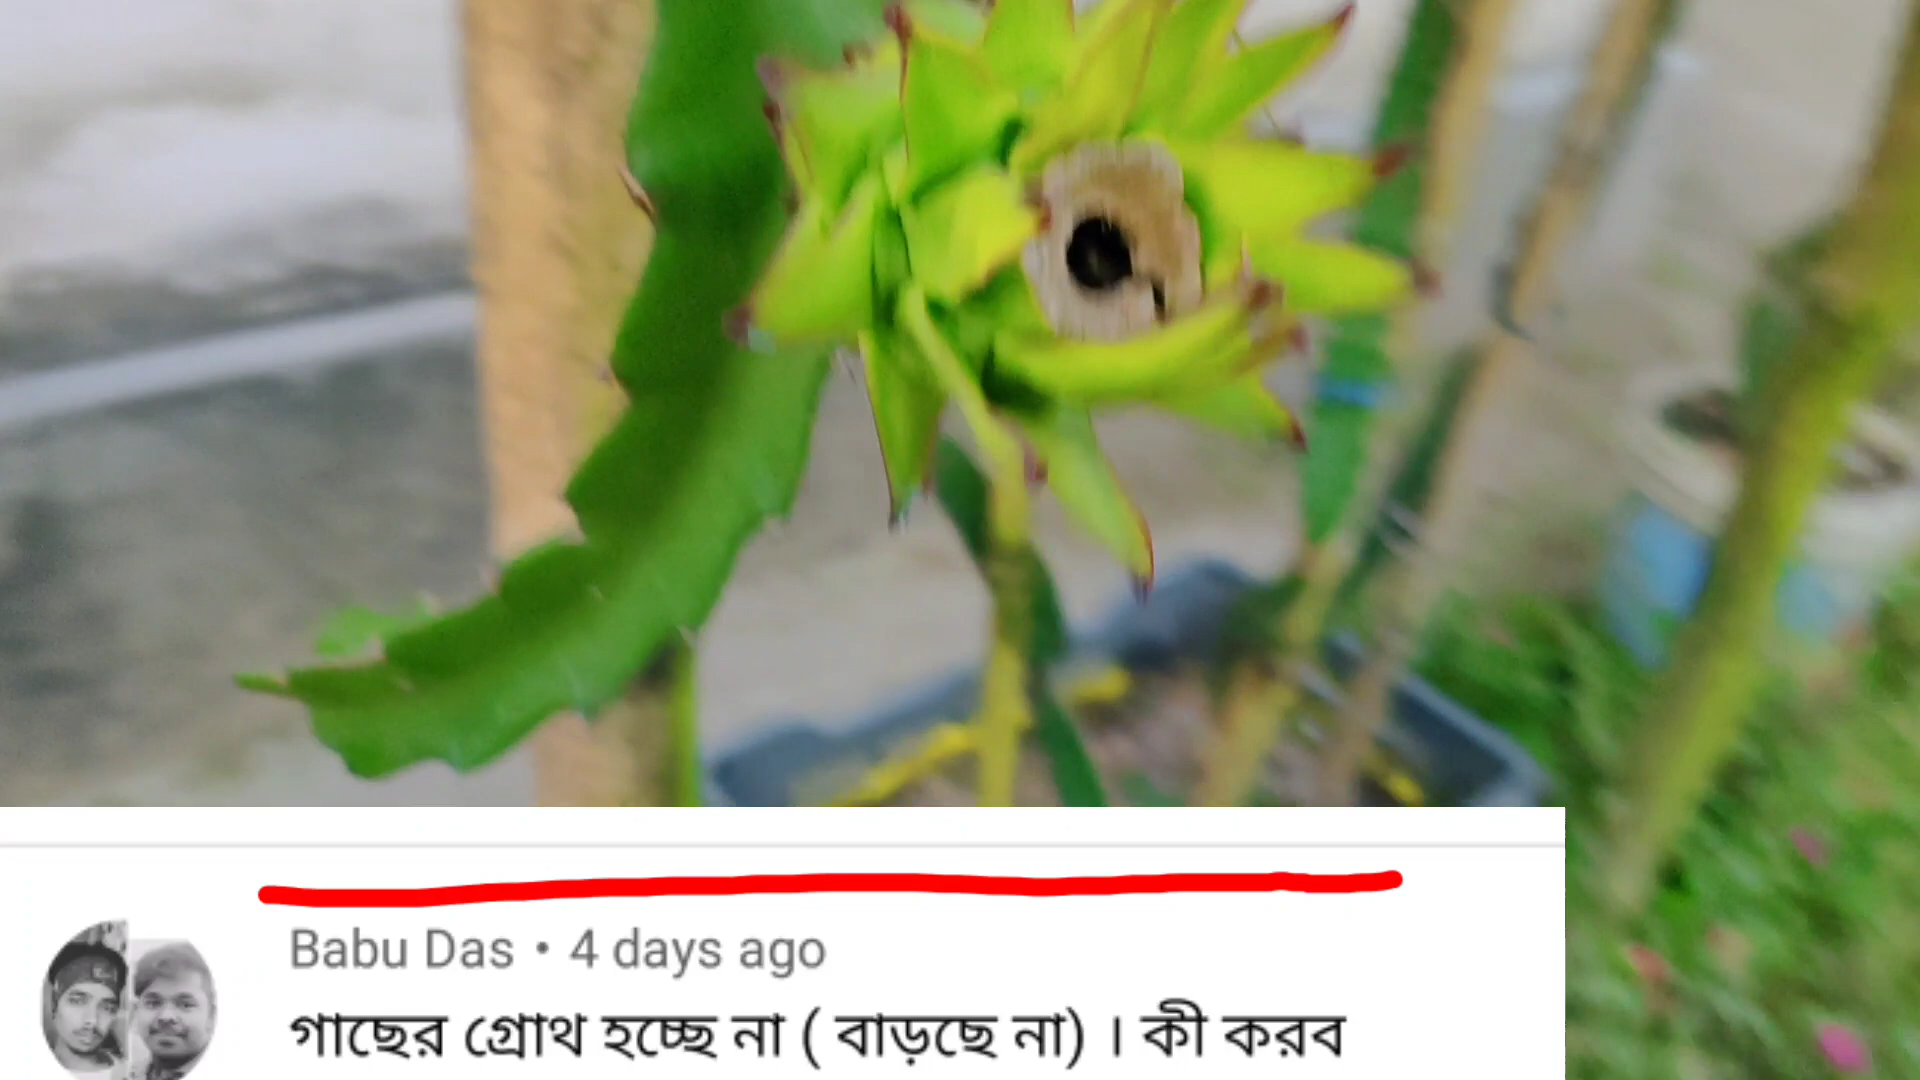 Babu Das • 4 days ago
গাছের গ্রোথ হচ্ছে না ( বাড়ছে না) । কী করব